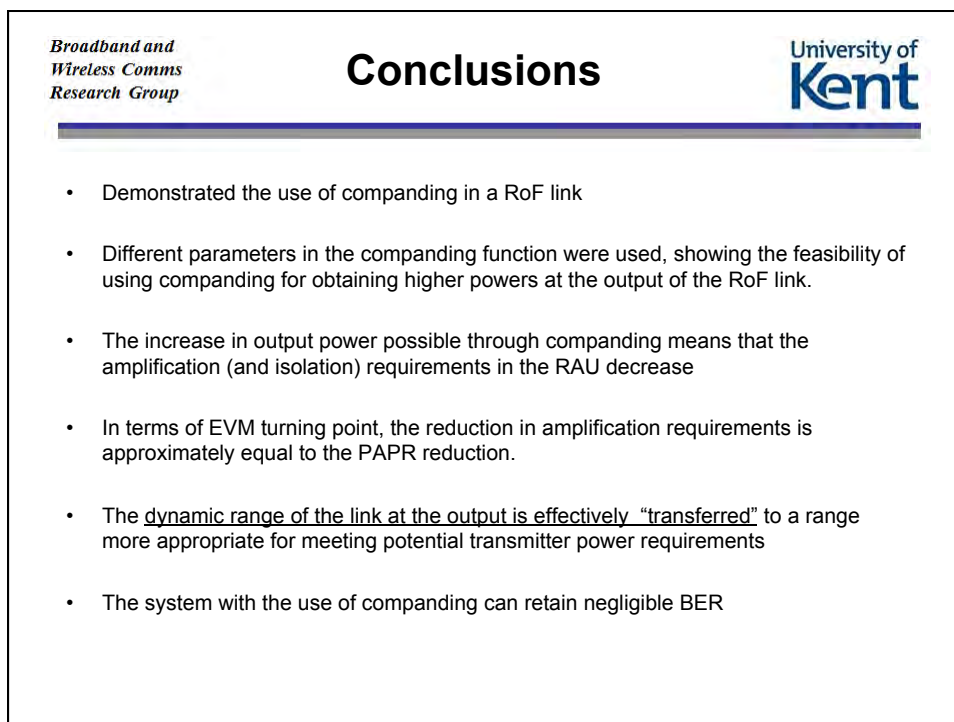 Broadband and
Wireless Comms
Research Group
Conclusions
University of
Kent
• Demonstrated the use of companding in a RoF link
• Different parameters in the companding function were used, showing the feasibility of
using companding for obtaining higher powers at the output of the RoF link.
• The increase in output power possible through companding means that the
amplification (and isolation) requirements in the RAU decrease
• In terms of EVM turning point, the reduction in amplification requirements is
approximately equal to the PAPR reduction.
• The dynamic range of the link at the output is effectively “transferred” to a range
more appropriate for meeting potential transmitter power requirements
• The system with the use of companding can retain negligible BER